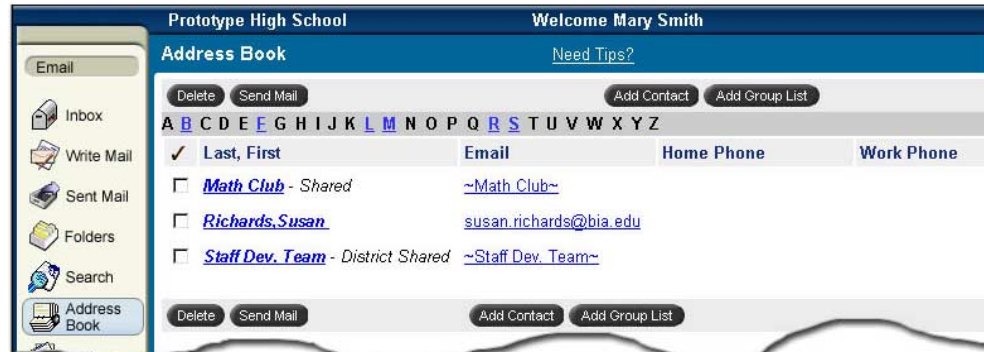 Prototype High School Welcome Mary Smith
Address Book Need Tips?
Email
Inbox
Write Mail
Sent Mail
Folders
Search
Address
Book
Delete Send Mail Add Contact Add Group List
A B C D E F G H I J K L M N O P Q R S T U V W X Y Z
Last, First Email Home Phone Work Phone
Math Club - Shared ~Math Club~
Richards,Susan susan.richards@bia.edu
Staff Dev. Team - District Shared ~Staff Dev. Team~
Delete Send Mail Add Contact Add Group List